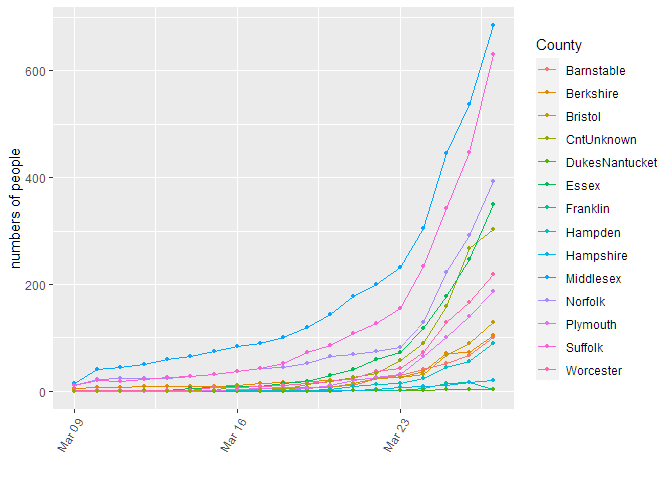 numbers of people
600
400
200
0
Mar 09
Mar 16
Mar 23
County
Barnstable
Berkshire
Bristol
CntUnknown
DukesNantucket
Essex
Franklin
Hampden
Hampshire
Middlesex
Norfolk
Plymouth
Suffolk
Worcester